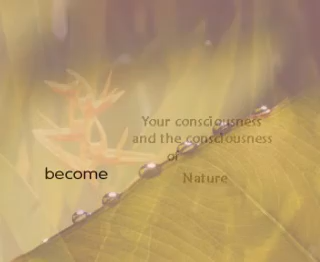 Your consciousness
and the consciousness
of
Nature
become